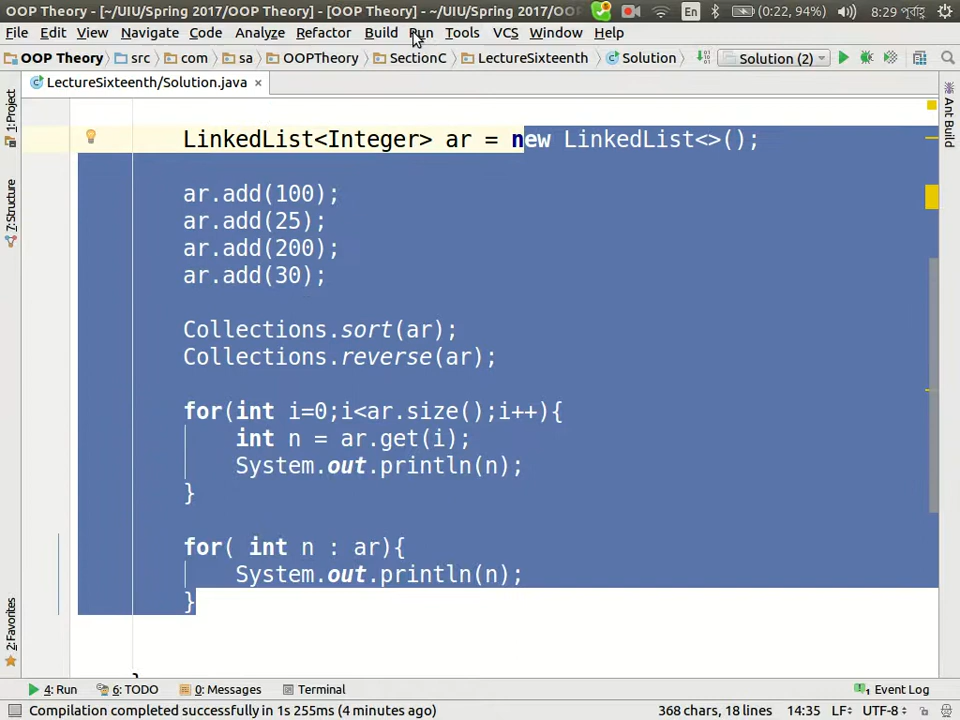 OOP Theory - [~/UIU/Spring 2017/OOP Theory] - [OOP Theory] - ~/UIU/Spring 2017/O
En (0:22, 94%) 8:29 পূর্বাহ্ণ
File Edit View Navigate Code Analyze Refactor Build Run Tools VCS Window Help
OOP Theory src com sa OOPTheory SectionC LectureSixteenth Solution Solution (2)
LectureSixteenth/Solution.java ×
1:Project
7:Structure
2:Favorites
Ant Build
LinkedList<Integer> ar = new LinkedList<>();
ar.add(100);
ar.add(25);
ar.add(200);
ar.add(30);
Collections.sort(ar);
Collections.reverse(ar);
for(int i=0;i<ar.size();i++){
int n = ar.get(i);
System.out.println(n);
}
for( int n : ar){
System.out.println(n);
}
4: Run 6: TODO 0: Messages Terminal Event Log
Compilation completed successfully in 1s 255ms (4 minutes ago) 368 chars, 18 lines 14:35 LF÷ UTF-8÷